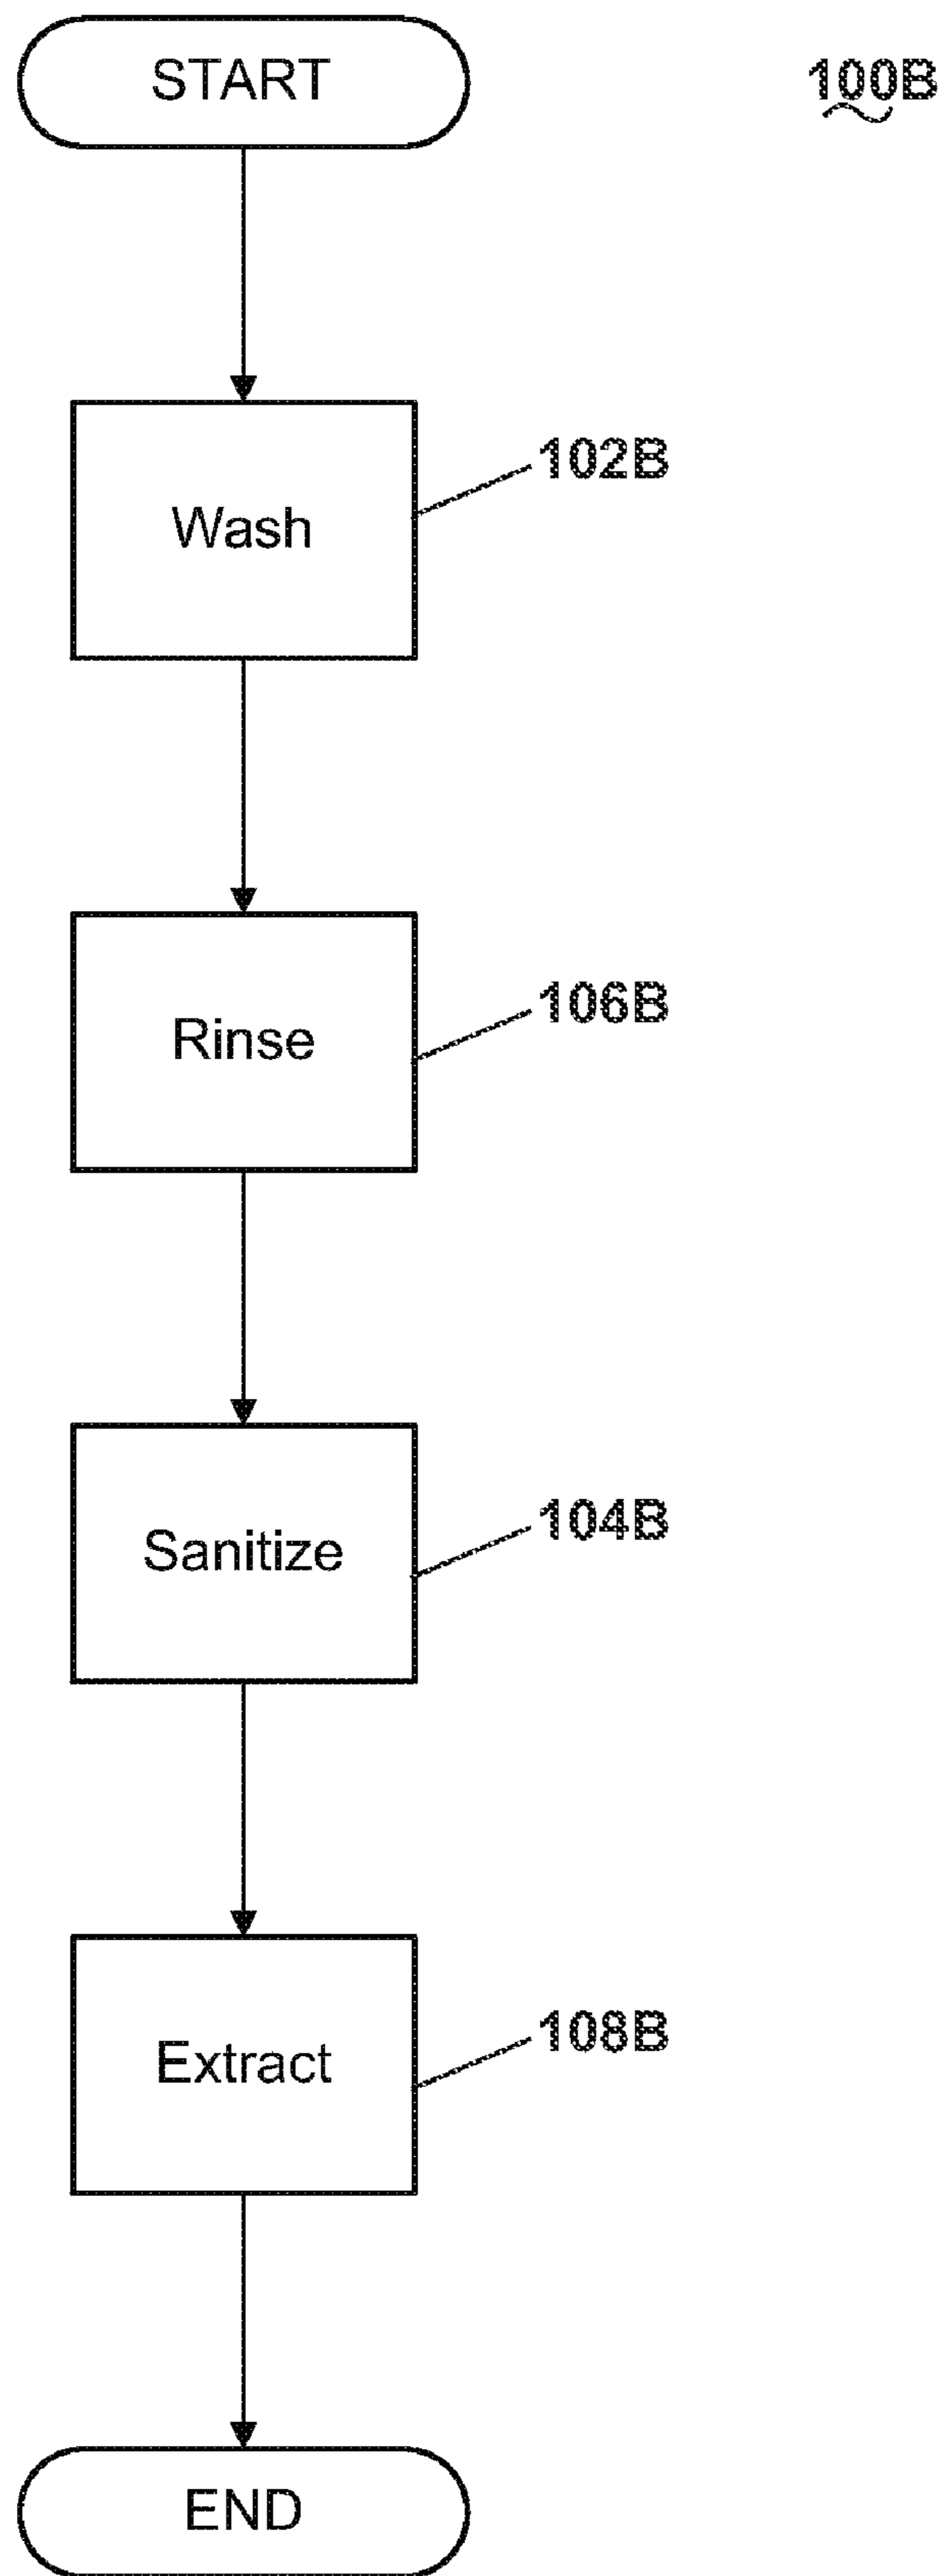 START
100B
Wash
102B
Rinse
106B
Sanitize
104B
Extract
108B
END